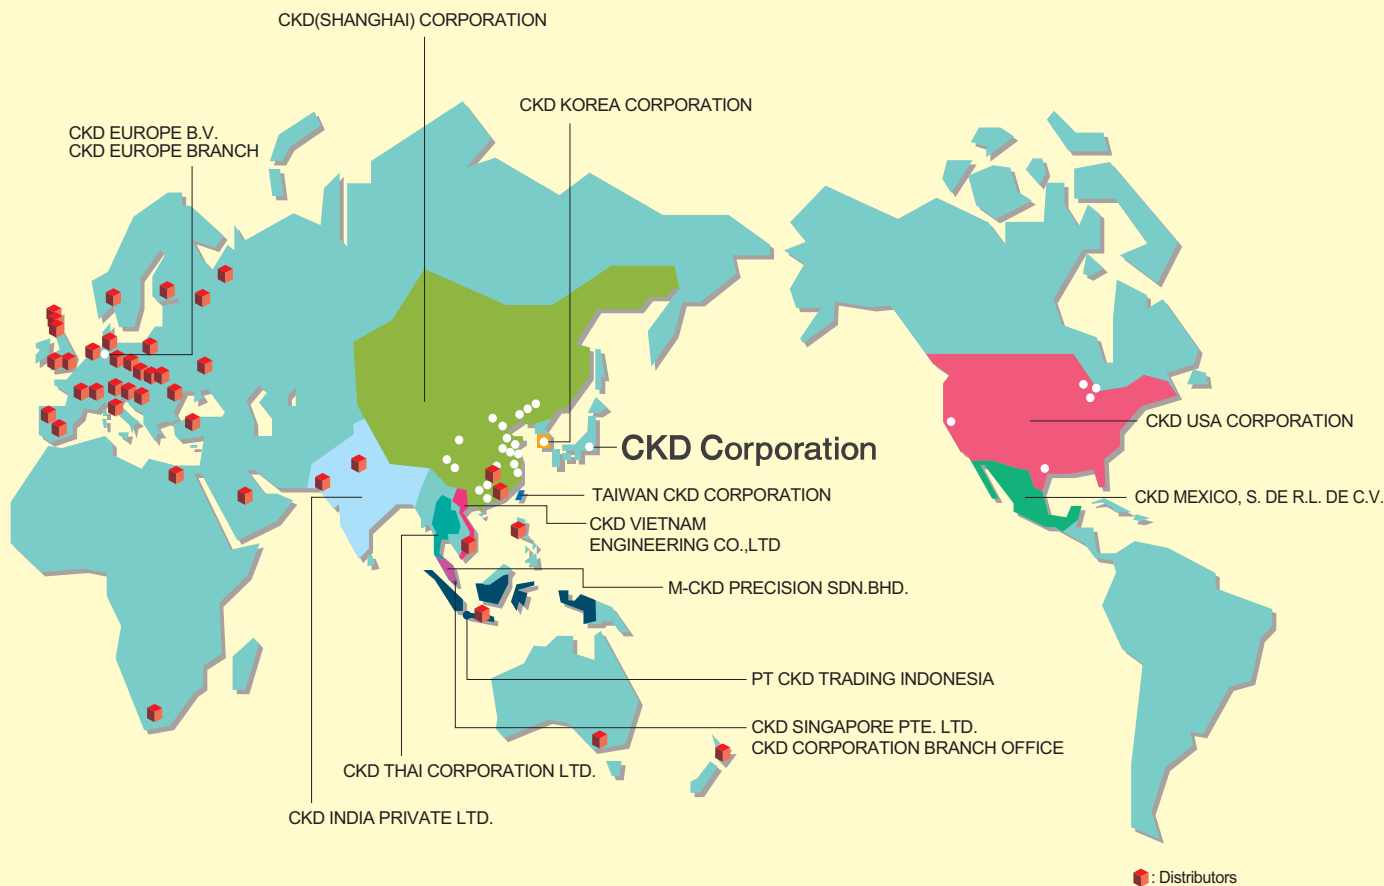 CKD(SHANGHAI) CORPORATION
CKD KOREA CORPORATION
CKD EUROPE B.V.
CKD EUROPE BRANCH
CKD USA CORPORATION
CKD Corporation
TAIWAN CKD CORPORATION
CKD MEXICO, S. DE R.L. DE C.V.
CKD VIETNAM
ENGINEERING CO.,LTD
M-CKD PRECISION SDN.BHD.
PT CKD TRADING INDONESIA
CKD SINGAPORE PTE. LTD.
CKD CORPORATION BRANCH OFFICE
CKD THAI CORPORATION LTD.
CKD INDIA PRIVATE LTD.
: Distributors